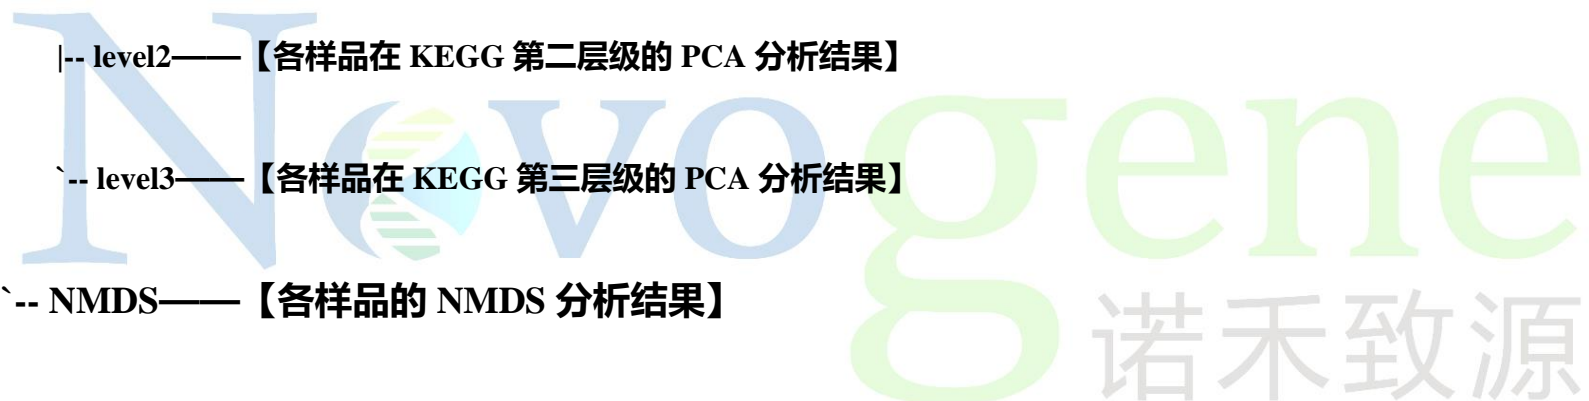 |-- level2——【各样品在 KEGG 第二层级的 PCA 分析结果】
`-- level3——【各样品在 KEGG 第三层级的 PCA 分析结果】
`-- NMDS——【各样品的 NMDS 分析结果】
Novogene
诺禾致源